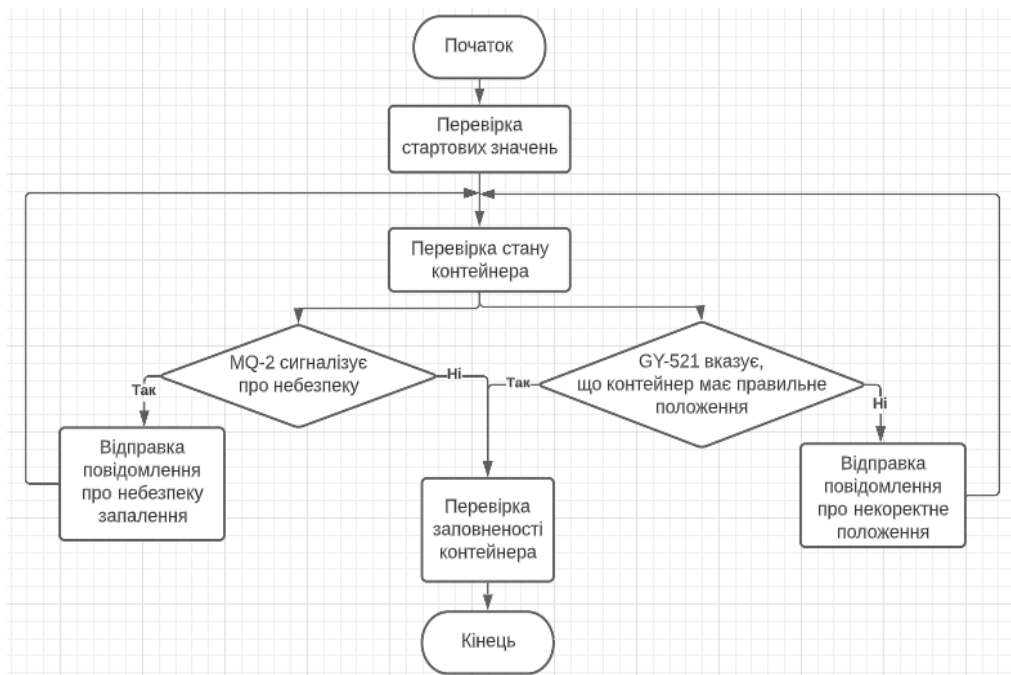 Початок
Перевірка
стартових значень
Перевірка стану
контейнера
MQ-2 сигналізує
про небезпеку
GY-521 вказує,
що контейнер має правильне
положення
Так
Ні
Так
Ні
Відправка
повідомлення
про небезпеку
запалення
Перевірка
заповненості
контейнера
Відправка
повідомлення
про некоректне
положення
Кінець